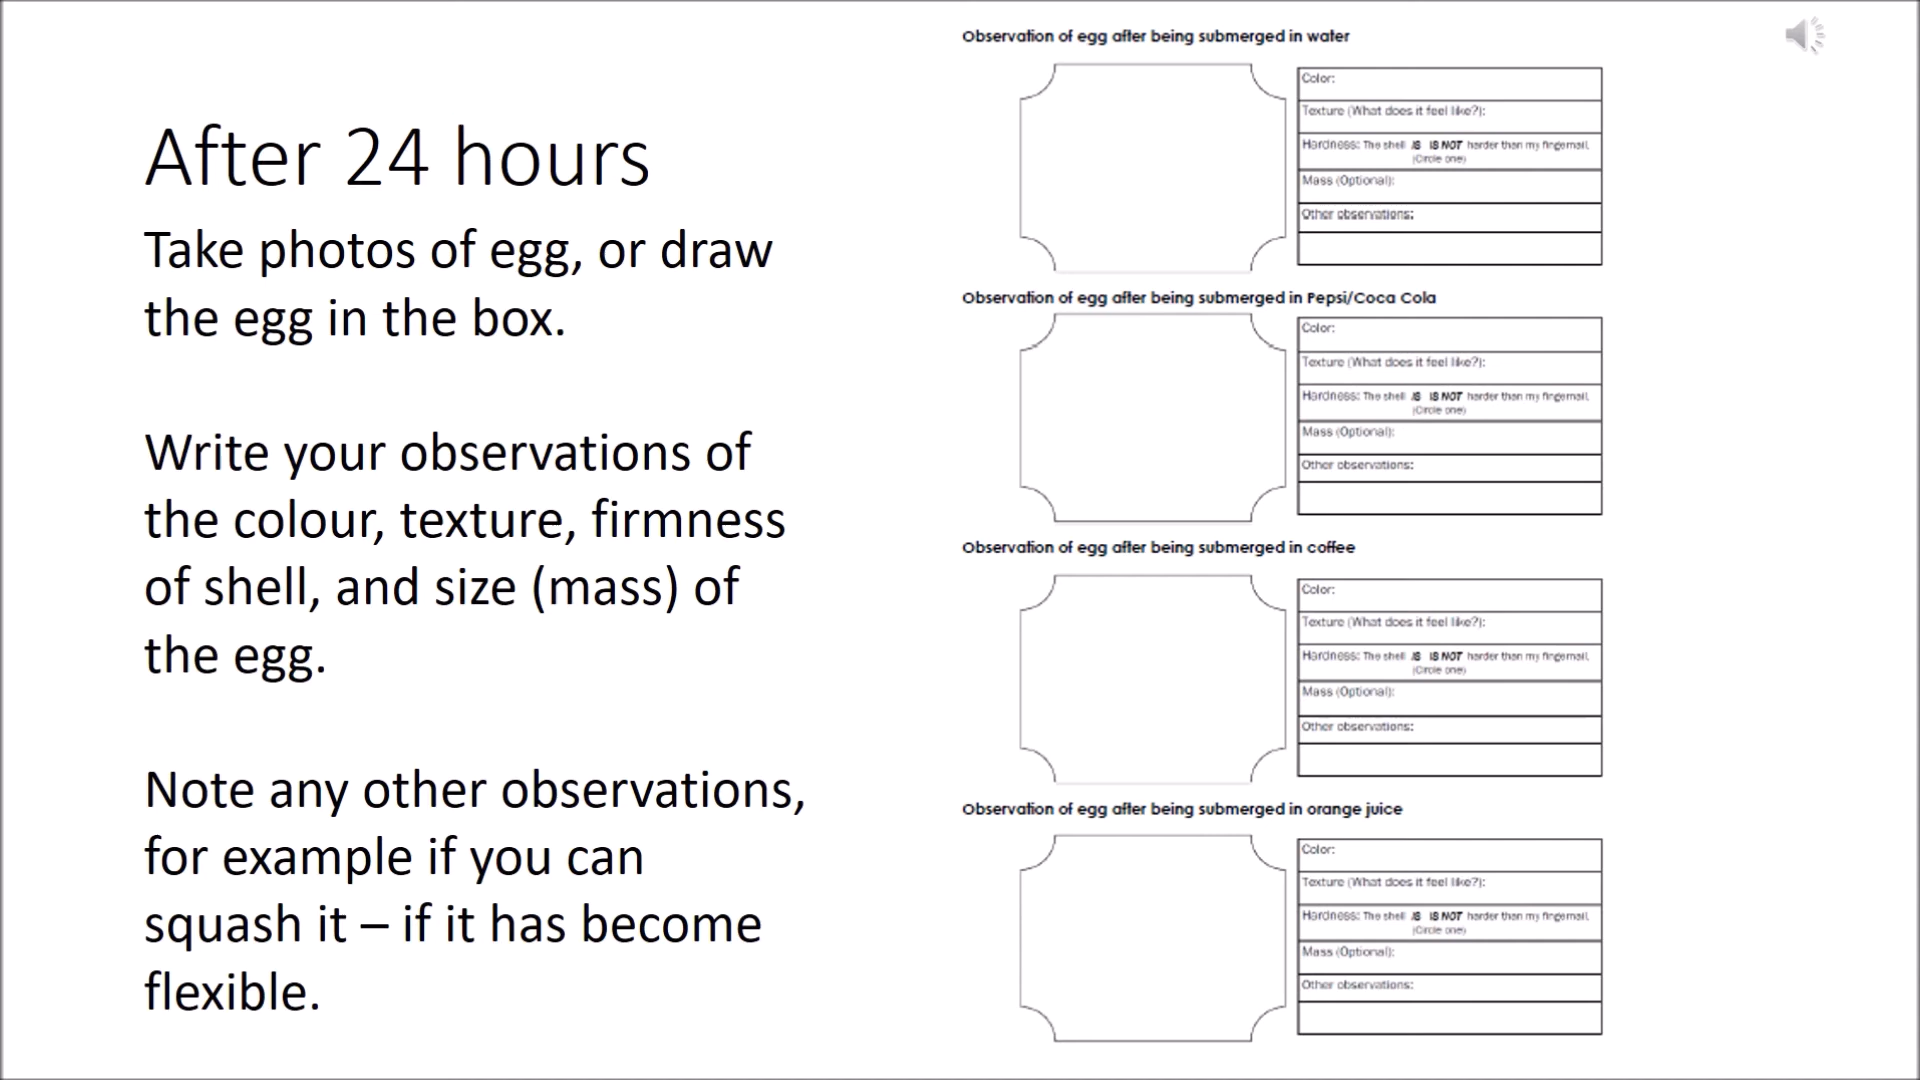 After 24 hours
Take photos of egg, or draw
the egg in the box.
Write your observations of
the colour, texture, firmness
of shell, and size (mass) of
the egg.
Note any other observations,
for example if you can
squash it – if it has become
flexible.
Observation of egg after being submerged in water
Color:
Texture (What does it feel like?):
Hardness: The shell IS IS NOT harder than my fingernail.
(Circle one)
Mass (Optional):
Other observations:
Observation of egg after being submerged in Pepsi/Coca Cola
Color:
Texture (What does it feel like?):
Hardness: The shell IS IS NOT harder than my fingernail.
(Circle one)
Mass (Optional):
Other observations:
Observation of egg after being submerged in coffee
Color:
Texture (What does it feel like?):
Hardness: The shell IS IS NOT harder than my fingernail.
(Circle one)
Mass (Optional):
Other observations:
Observation of egg after being submerged in orange juice
Color:
Texture (What does it feel like?):
Hardness: The shell IS IS NOT harder than my fingernail.
(Circle one)
Mass (Optional):
Other observations: